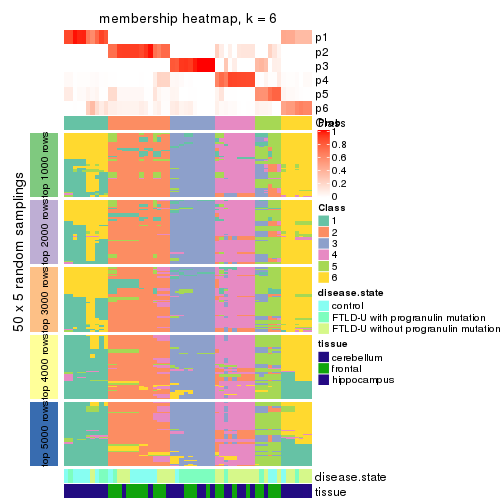 membership heatmap, k = 6
p1
p2
p3
p4
p5
p6
Class
Prob
1
0.8
0.6
0.4
0.2
0
Class
1
2
3
4
5
6
disease.state
control
FTLD-U with progranulin mutation
FTLD-U without progranulin mutation
tissue
cerebellum
frontal
hippocampus
50 x 5 random samplings
top 1000 rows
top 2000 rows
top 3000 rows
top 4000 rows
top 5000 rows
disease.state
tissue